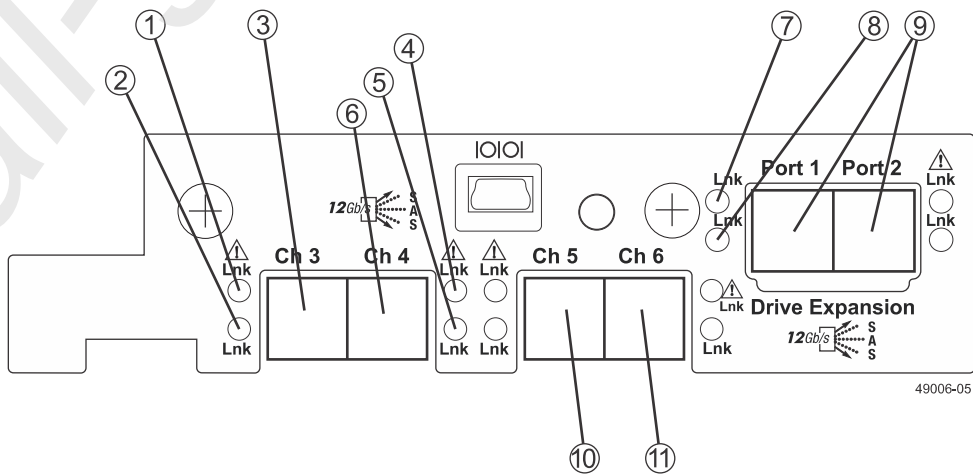 1 3 4 5 7 8 9
2
6
|O|O|
Port 1 Port 2
Lnk Lnk
12Gb/s SAS
Lnk Lnk
Lnk Ch 3 Ch 4 Lnk Ch 5 Ch 6
Lnk
Drive Expansion
Lnk Lnk Lnk Lnk
12Gb/s SAS
49006-05
10 11